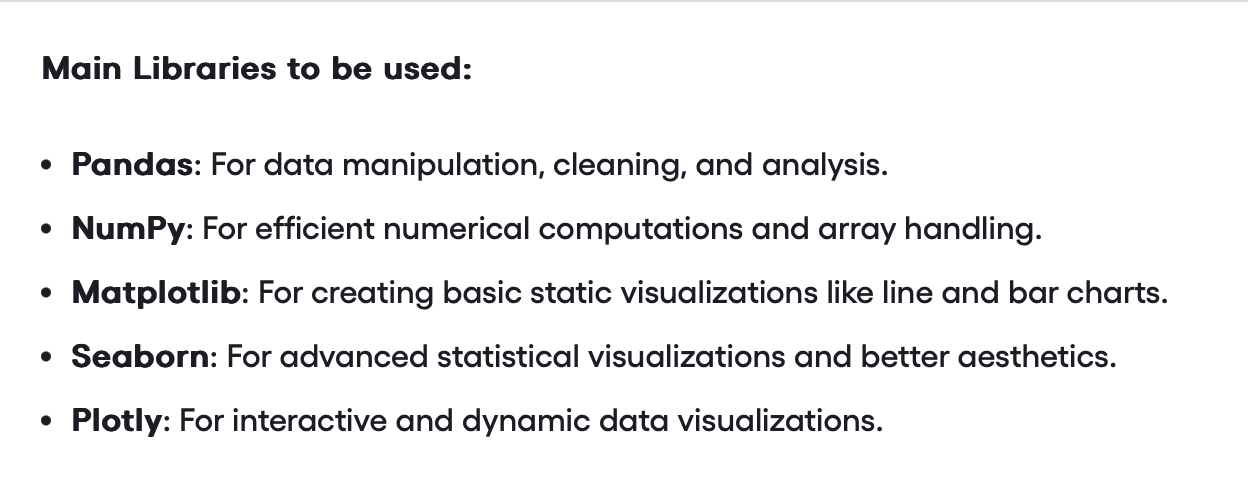 Main Libraries to be used:
• Pandas: For data manipulation, cleaning, and analysis.
• NumPy: For efficient numerical computations and array handling.
• Matplotlib: For creating basic static visualizations like line and bar charts.
• Seaborn: For advanced statistical visualizations and better aesthetics.
• Plotly: For interactive and dynamic data visualizations.